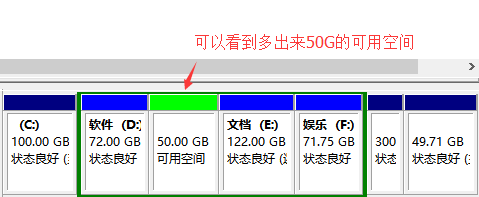 可以看到多出来50G的可用空间
(C:)
100.00 GB
状态良好 (
软件 (D:)
72.00 GB
状态良好
50.00 GB
可用空间
文档 (E:)
122.00 GB
状态良好 (
娱乐 (F:)
71.75 GB
状态良好
300
状态
49.71 GB
状态良好 (